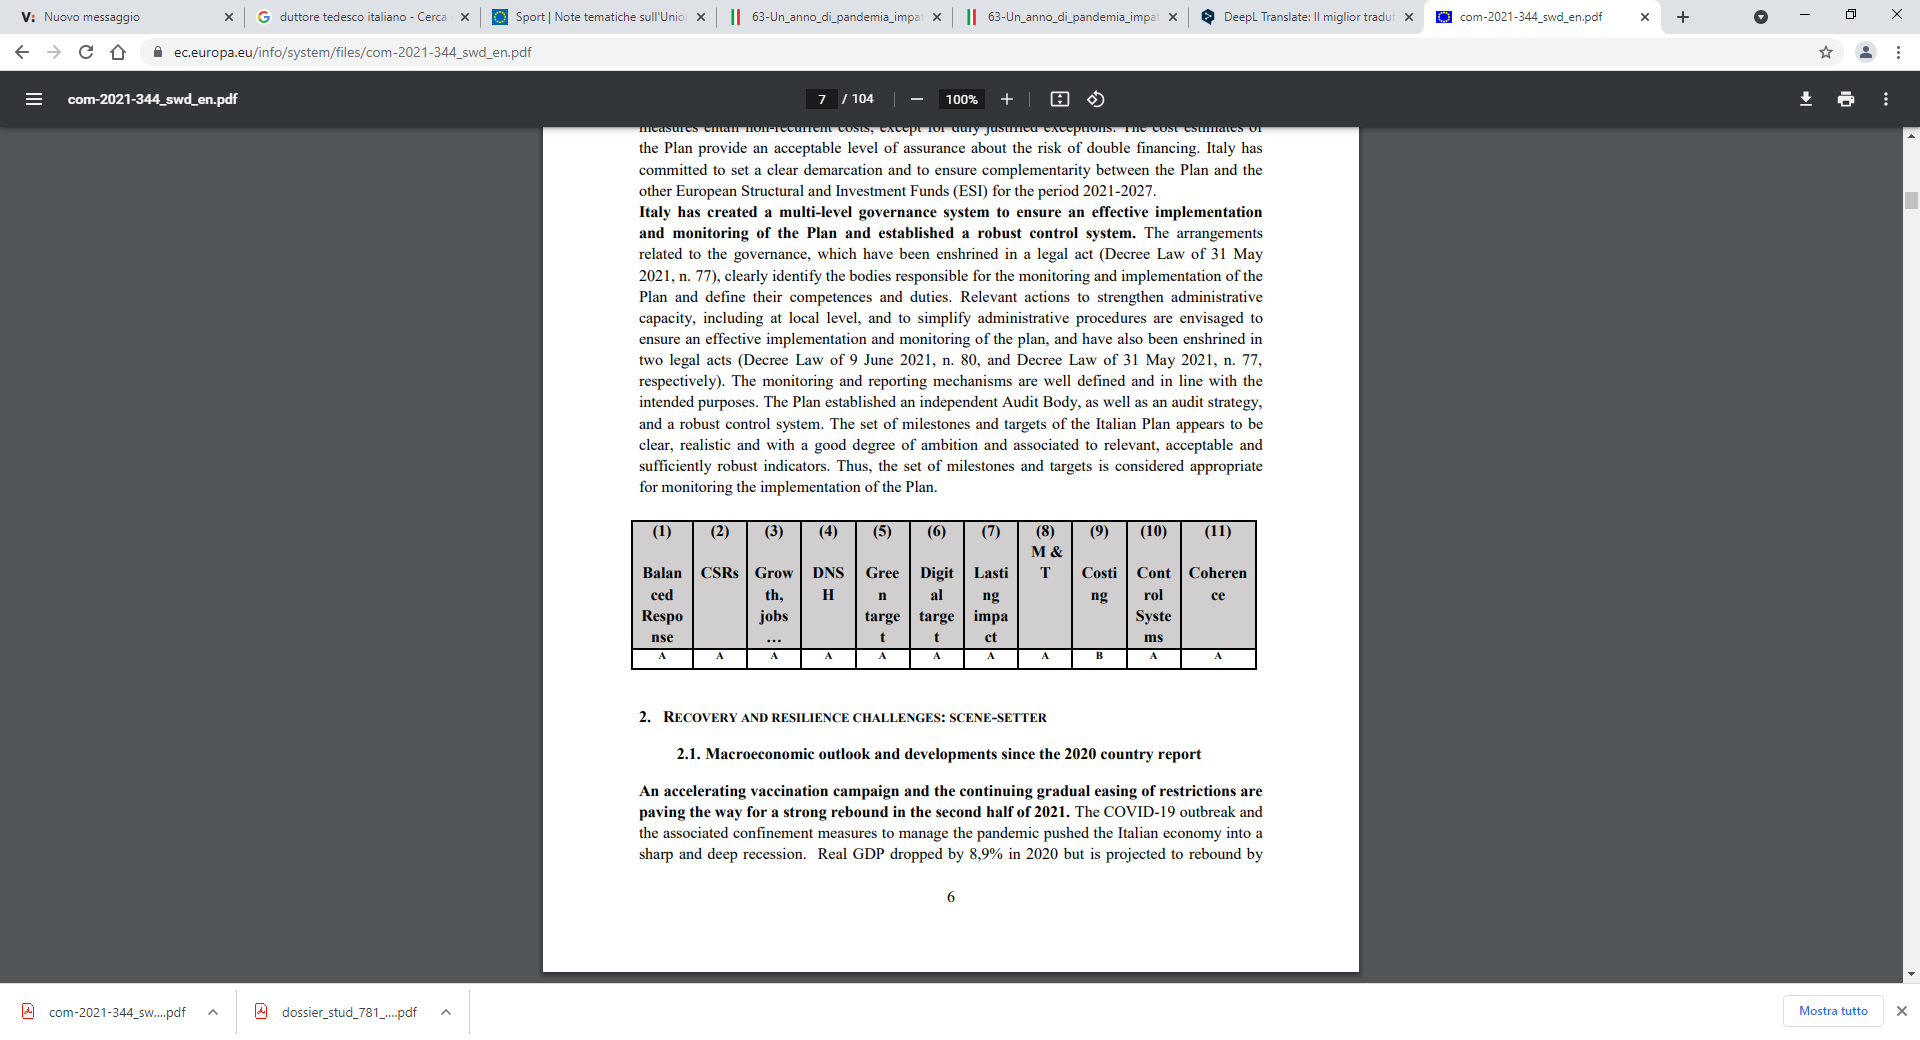 Nuovo messaggio
duttore tedesco italiano - Cerca
Sport | Note tematiche sull'Unio
63-Un_anno_di_pandemia_impat
63-Un_anno_di_pandemia_impat
DeepL Translate: Il miglior tradut
com-2021-344_swd_en.pdf
ec.europa.eu/info/system/files/com-2021-344_swd_en.pdf
com-2021-344_swd_en.pdf
7 / 104
100%
measures entail non-recurrent costs, except for duly justified exceptions. The cost estimates of
the Plan provide an acceptable level of assurance about the risk of double financing. Italy has
committed to set a clear demarcation and to ensure complementarity between the Plan and the
other European Structural and Investment Funds (ESI) for the period 2021-2027.
Italy has created a multi-level governance system to ensure an effective implementation
and monitoring of the Plan and established a robust control system. The arrangements
related to the governance, which have been enshrined in a legal act (Decree Law of 31 May
2021, n. 77), clearly identify the bodies responsible for the monitoring and implementation of the
Plan and define their competences and duties. Relevant actions to strengthen administrative
capacity, including at local level, and to simplify administrative procedures are envisaged to
ensure an effective implementation and monitoring of the plan, and have also been enshrined in
two legal acts (Decree Law of 9 June 2021, n. 80, and Decree Law of 31 May 2021, n. 77,
respectively). The monitoring and reporting mechanisms are well defined and in line with the
intended purposes. The Plan established an independent Audit Body, as well as an audit strategy,
and a robust control system. The set of milestones and targets of the Italian Plan appears to be
clear, realistic and with a good degree of ambition and associated to relevant, acceptable and
sufficiently robust indicators. Thus, the set of milestones and targets is considered appropriate
for monitoring the implementation of the Plan.
(1) (2) (3) (4) (5) (6) (7) (8) (9) (10) (11)
M &
Balan CSRs Grow DNS Gree Digit Lasti T Costi Cont Coheren
ced th, H n al ng ng rol ce
Respo jobs targe targe impa Syste
nse … t t ct ms
A A A A A A A A B A A
2. RECOVERY AND RESILIENCE CHALLENGES: SCENE-SETTER
2.1. Macroeconomic outlook and developments since the 2020 country report
An accelerating vaccination campaign and the continuing gradual easing of restrictions are
paving the way for a strong rebound in the second half of 2021. The COVID-19 outbreak and
the associated confinement measures to manage the pandemic pushed the Italian economy into a
sharp and deep recession. Real GDP dropped by 8,9% in 2020 but is projected to rebound by
6
com-2021-344_sw....pdf
dossier_stud_781_....pdf
Mostra tutto